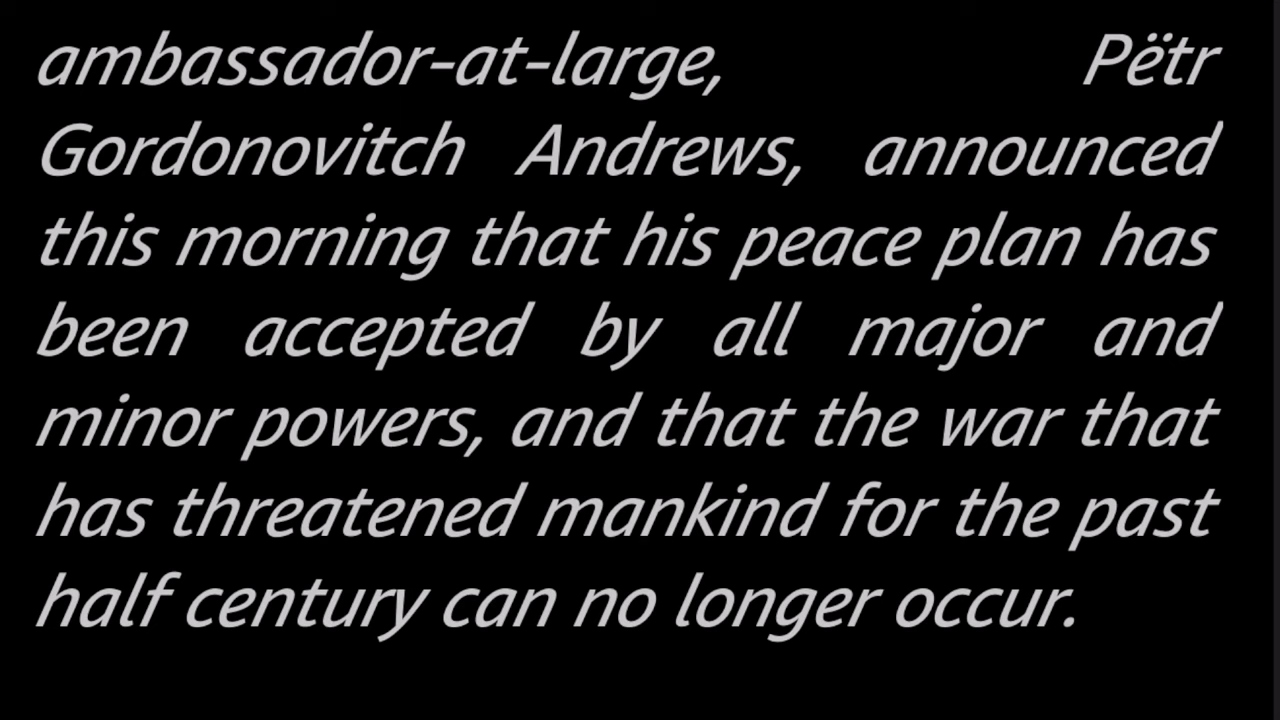 ambassador-at-large, Pëtr
Gordonovitch Andrews, announced
this morning that his peace plan has
been accepted by all major and
minor powers, and that the war that
has threatened mankind for the past
half century can no longer occur.